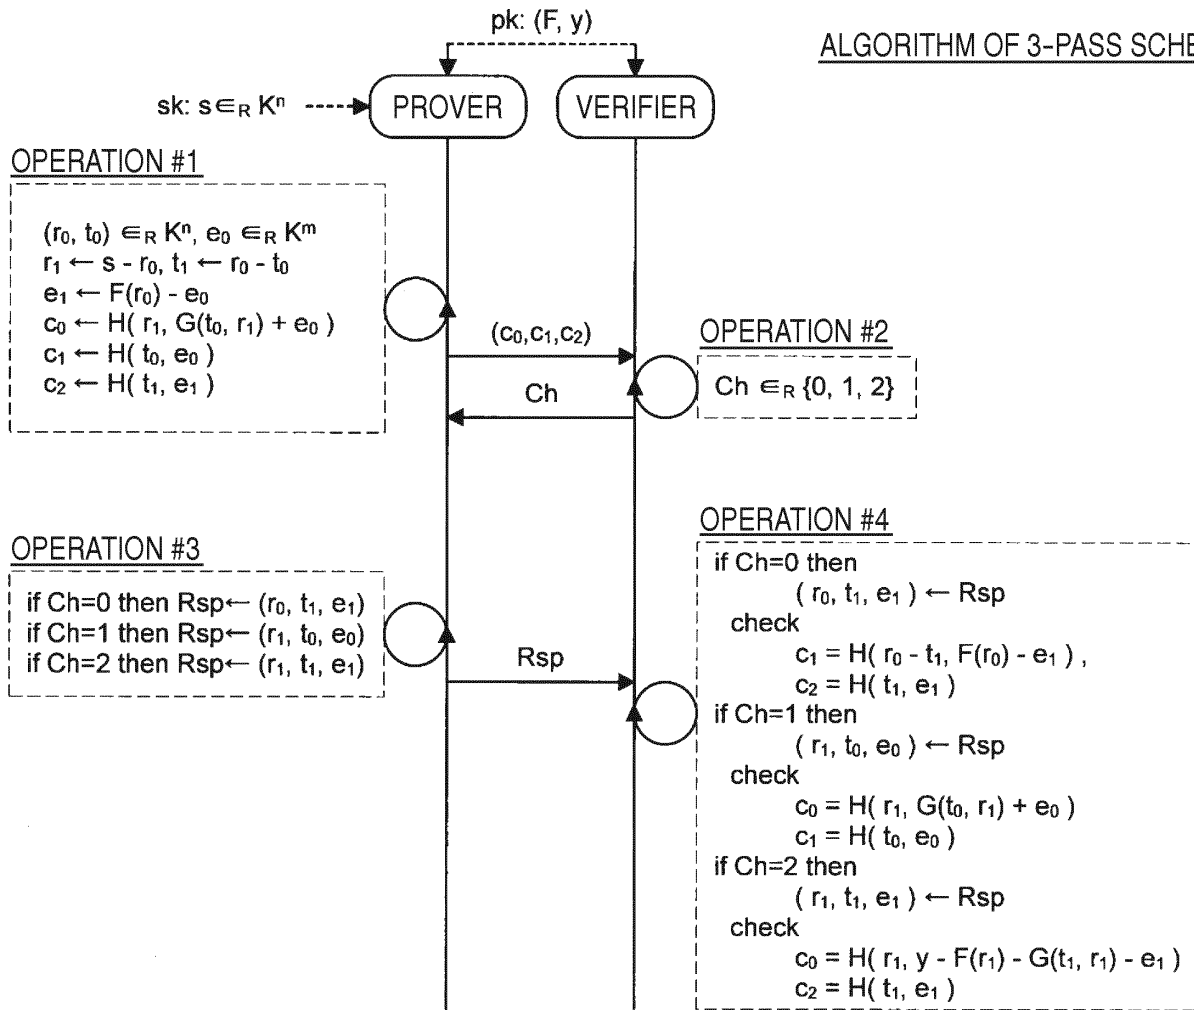 pk: (F, y)
ALGORITHM OF 3-PASS
sk: s ∈R Kⁿ
PROVER
VERIFIER
OPERATION #1
(r₀, t₀) ∈R Kⁿ, e₀ ∈R Kᵐ
r₁ ← s - r₀, t₁ ← r₀ - t₀
e₁ ← F(r₀) - e₀
c₀ ← H( r₁, G(t₀, r₁) + e₀ )
c₁ ← H( t₀, e₀ )
c₂ ← H( t₁, e₁ )
(c₀,c₁,c₂)
OPERATION #2
Ch ∈R {0, 1, 2}
Ch
OPERATION #3
if Ch=0 then Rsp← (r₀, t₁, e₁)
if Ch=1 then Rsp← (r₁, t₀, e₀)
if Ch=2 then Rsp← (r₁, t₁, e₁)
Rsp
OPERATION #4
if Ch=0 then
( r₀, t₁, e₁ ) ← Rsp
check
c₁ = H( r₀ - t₁, F(r₀) - e₁ ) ,
c₂ = H( t₁, e₁ )
if Ch=1 then
( r₁, t₀, e₀ ) ← Rsp
check
c₀ = H( r₁, G(t₀, r₁) + e₀ )
c₁ = H( t₀, e₀ )
if Ch=2 then
( r₁, t₁, e₁ ) ← Rsp
check
c₀ = H( r₁, y - F(r₁) - G(t₁, r₁) - e₁ )
c₂ = H( t₁, e₁ )